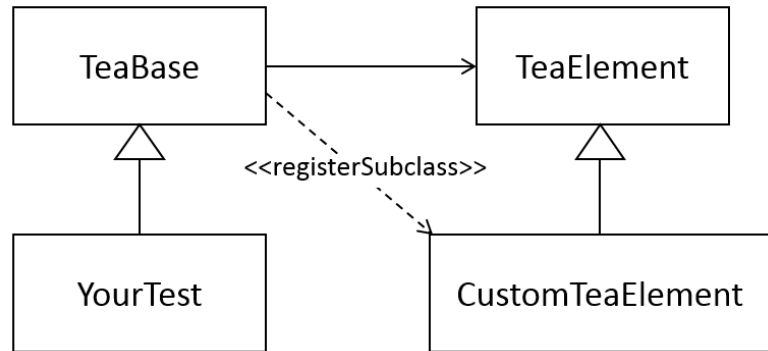 TeaBase
TeaElement
<<registerSubclass>>
YourTest
CustomTeaElement